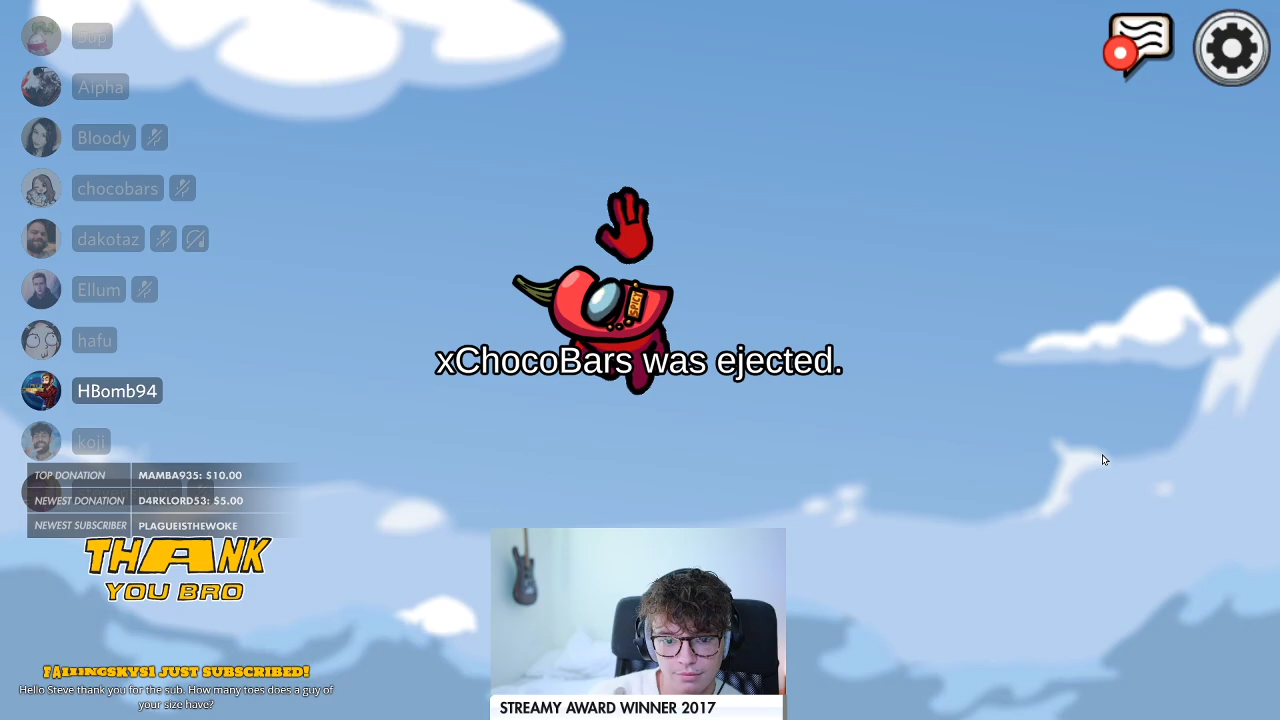 Sup
Aipha
Bloody
chocobars
dakotaz
Ellum
hafu
HBomb94
koji
SPICY
xChocoBars was ejected.
TOP DONATION MAMBA935: $10.00
NEWEST DONATION D4RKLORD53: $5.00
NEWEST SUBSCRIBER PLAGUEISTHEWOKE
THANK
YOU BRO
FALLINGSKYS1 JUST SUBSCRIBED!
Hello Steve thank you for the sub. How many toes does a guy of
your size have?
STREAMY AWARD WINNER 2017